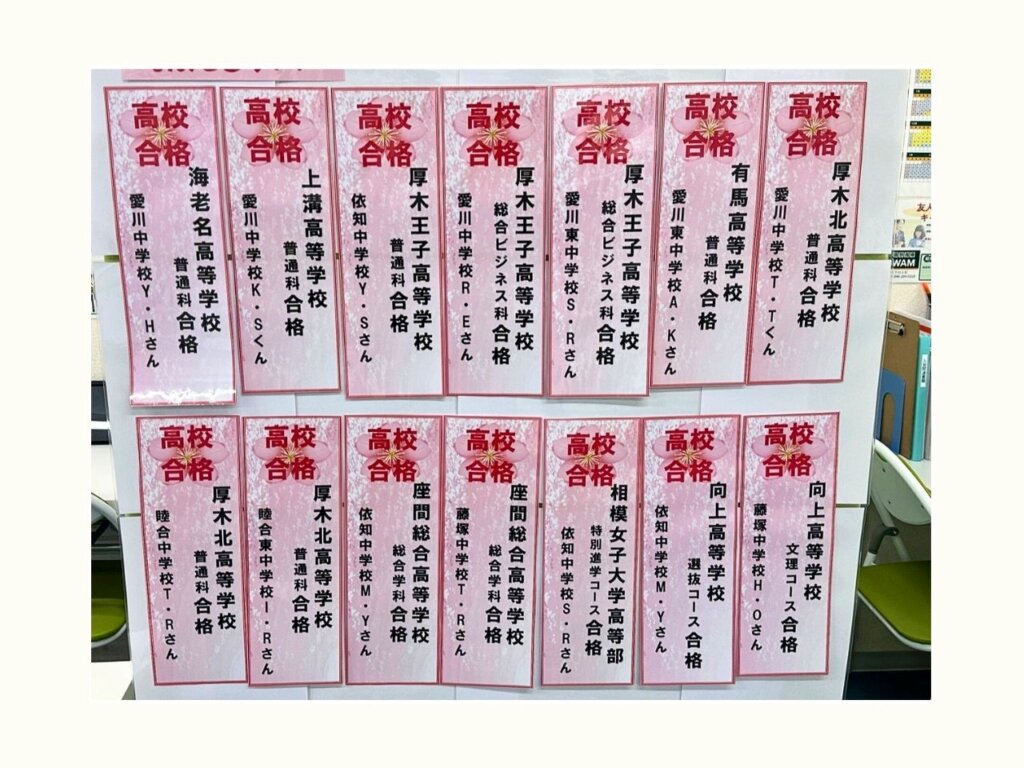 高校
合格
厚木北高等学校
普通科合格
愛川中学校T・Tくん
高校
合格
有馬高等学校
普通科合格
愛川東中学校A・Kさん
高校
合格
厚木王子高等学校
総合ビジネス科合格
愛川東中学校S・Rさん
高校
合格
厚木王子高等学校
総合ビジネス科合格
愛川中学校R・Eさん
高校
合格
厚木王子高等学校
普通科合格
依知中学校Y・Sさん
高校
合格
上溝高等学校
普通科合格
愛川中学校K・Sくん
高校
合格
海老名高等学校
普通科合格
愛川中学校Y・Hさん
高校
合格
向上高等学校
文理コース合格
藤塚中学校H・Oさん
高校
合格
向上高等学校
選抜コース合格
依知中学校M・Yさん
高校
合格
相模女子大学高等部
特別進学コース合格
依知中学校S・Rさん
高校
合格
座間総合高等学校
総合学科合格
藤塚中学校T・Rさん
高校
合格
座間総合高等学校
総合学科合格
依知中学校M・Yさん
高校
合格
厚木北高等学校
普通科合格
睦合東中学校I・Rさん
高校
合格
厚木北高等学校
普通科合格
睦合中学校T・Rさん
友人
WAM